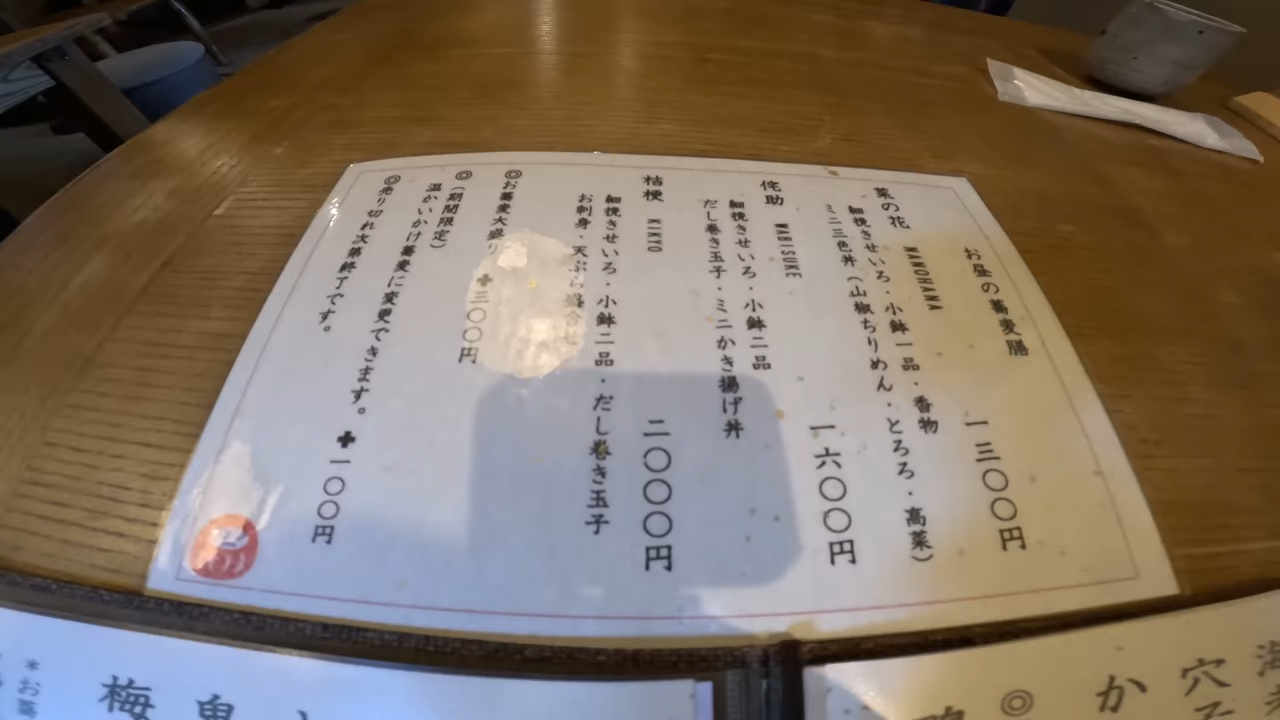 お昼の蕎麦膳
菜の花 NANOHANA 一三〇〇円
細挽きせいろ・小鉢一品・香物
ミニ三色丼（山椒ちりめん・とろろ・高菜）
侘助 WABISUKE 一六〇〇円
細挽きせいろ・小鉢二品
だし巻き玉子・ミニかき揚げ丼
桔梗 KIKYO 二〇〇〇円
細挽きせいろ・小鉢二品・だし巻き玉子
お刺身・天ぷら盛合せ
◎お蕎麦大盛り ✚三〇〇円
◎（期間限定）
温かいかけ蕎麦に変更できます。 ✚一〇〇円
◎売り切れ次第終了です。
穴子
◎か
鬼
梅
＊お蕎